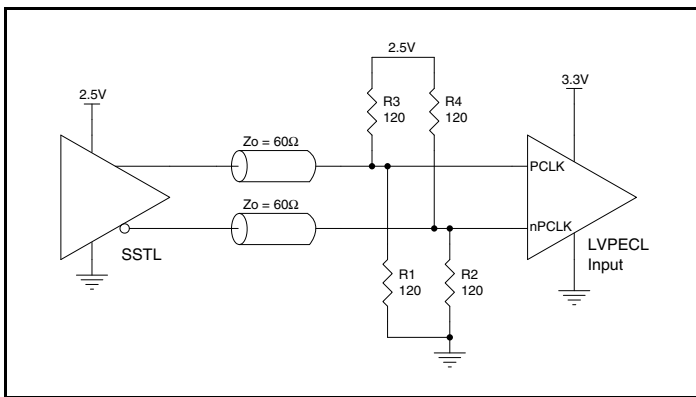 2.5V
3.3V
2.5V
R3
120
R4
120
Zo = 60Ω
PCLK
Zo = 60Ω
nPCLK
SSTL
LVPECL
Input
R1
120
R2
120